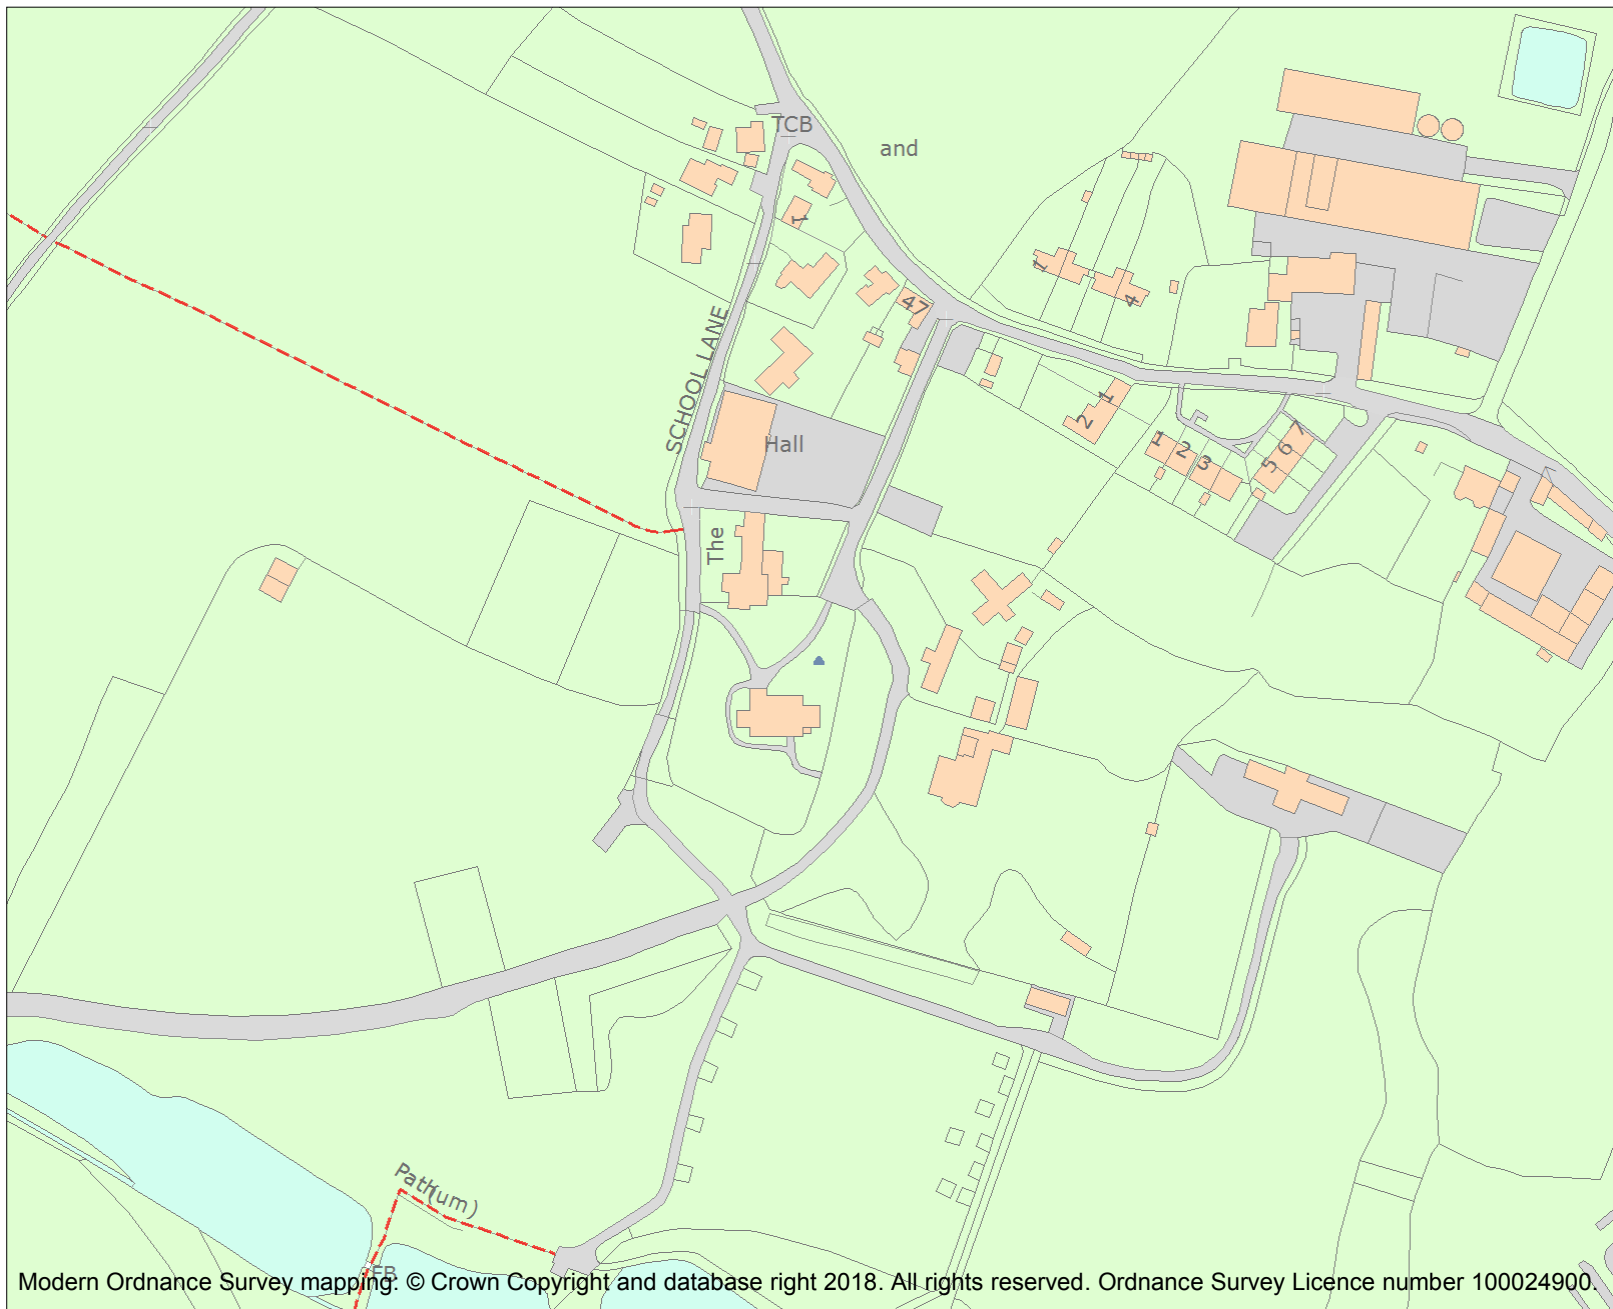 TCB
and
1
1
4
47
SCHOOL LANE
1
2
Hall
1
2
3
5
6
7
The
Path(um)
FB
Modern Ordnance Survey mapping: © Crown Copyright and database right 2018. All rights reserved. Ordnance Survey Licence number 100024900.